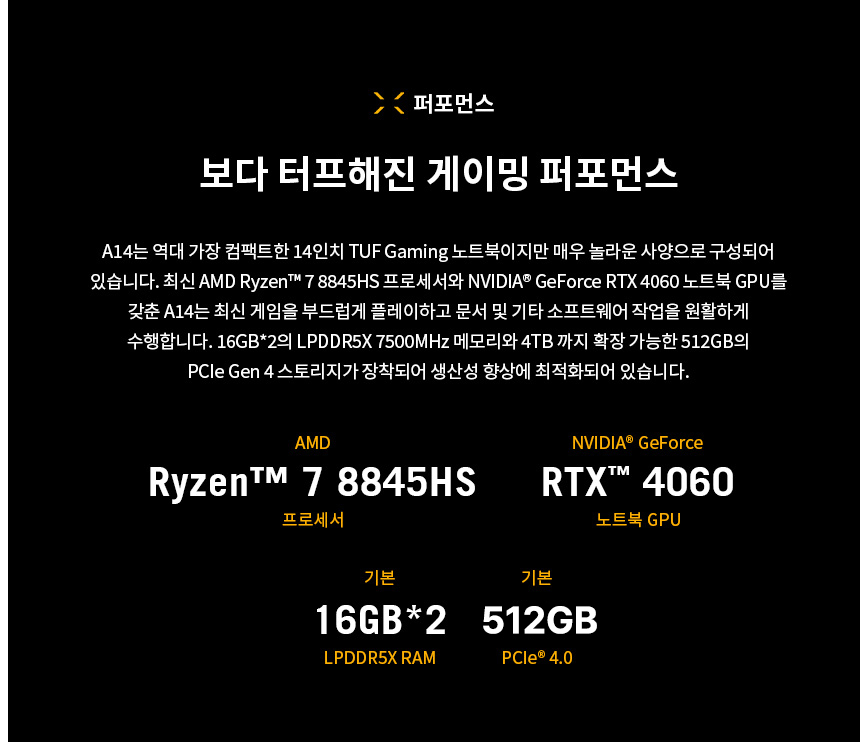 퍼포먼스
보다 터프해진 게이밍 퍼포먼스
A14는 역대 가장 컴팩트한 14인치 TUF Gaming 노트북이지만 매우 놀라운 사양으로 구성되어
있습니다. 최신 AMD Ryzen™ 7 8845HS 프로세서와 NVIDIA® GeForce RTX 4060 노트북 GPU를
갖춘 A14는 최신 게임을 부드럽게 플레이하고 문서 및 기타 소프트웨어 작업을 원활하게
수행합니다. 16GB*2의 LPDDR5X 7500MHz 메모리와 4TB 까지 확장 가능한 512GB의
PCIe Gen 4 스토리지가 장착되어 생산성 향상에 최적화되어 있습니다.
AMD
Ryzen™ 7 8845HS
프로세서
NVIDIA® GeForce
RTX™ 4060
노트북 GPU
기본
16GB*2
LPDDR5X RAM
기본
512GB
PCIe® 4.0